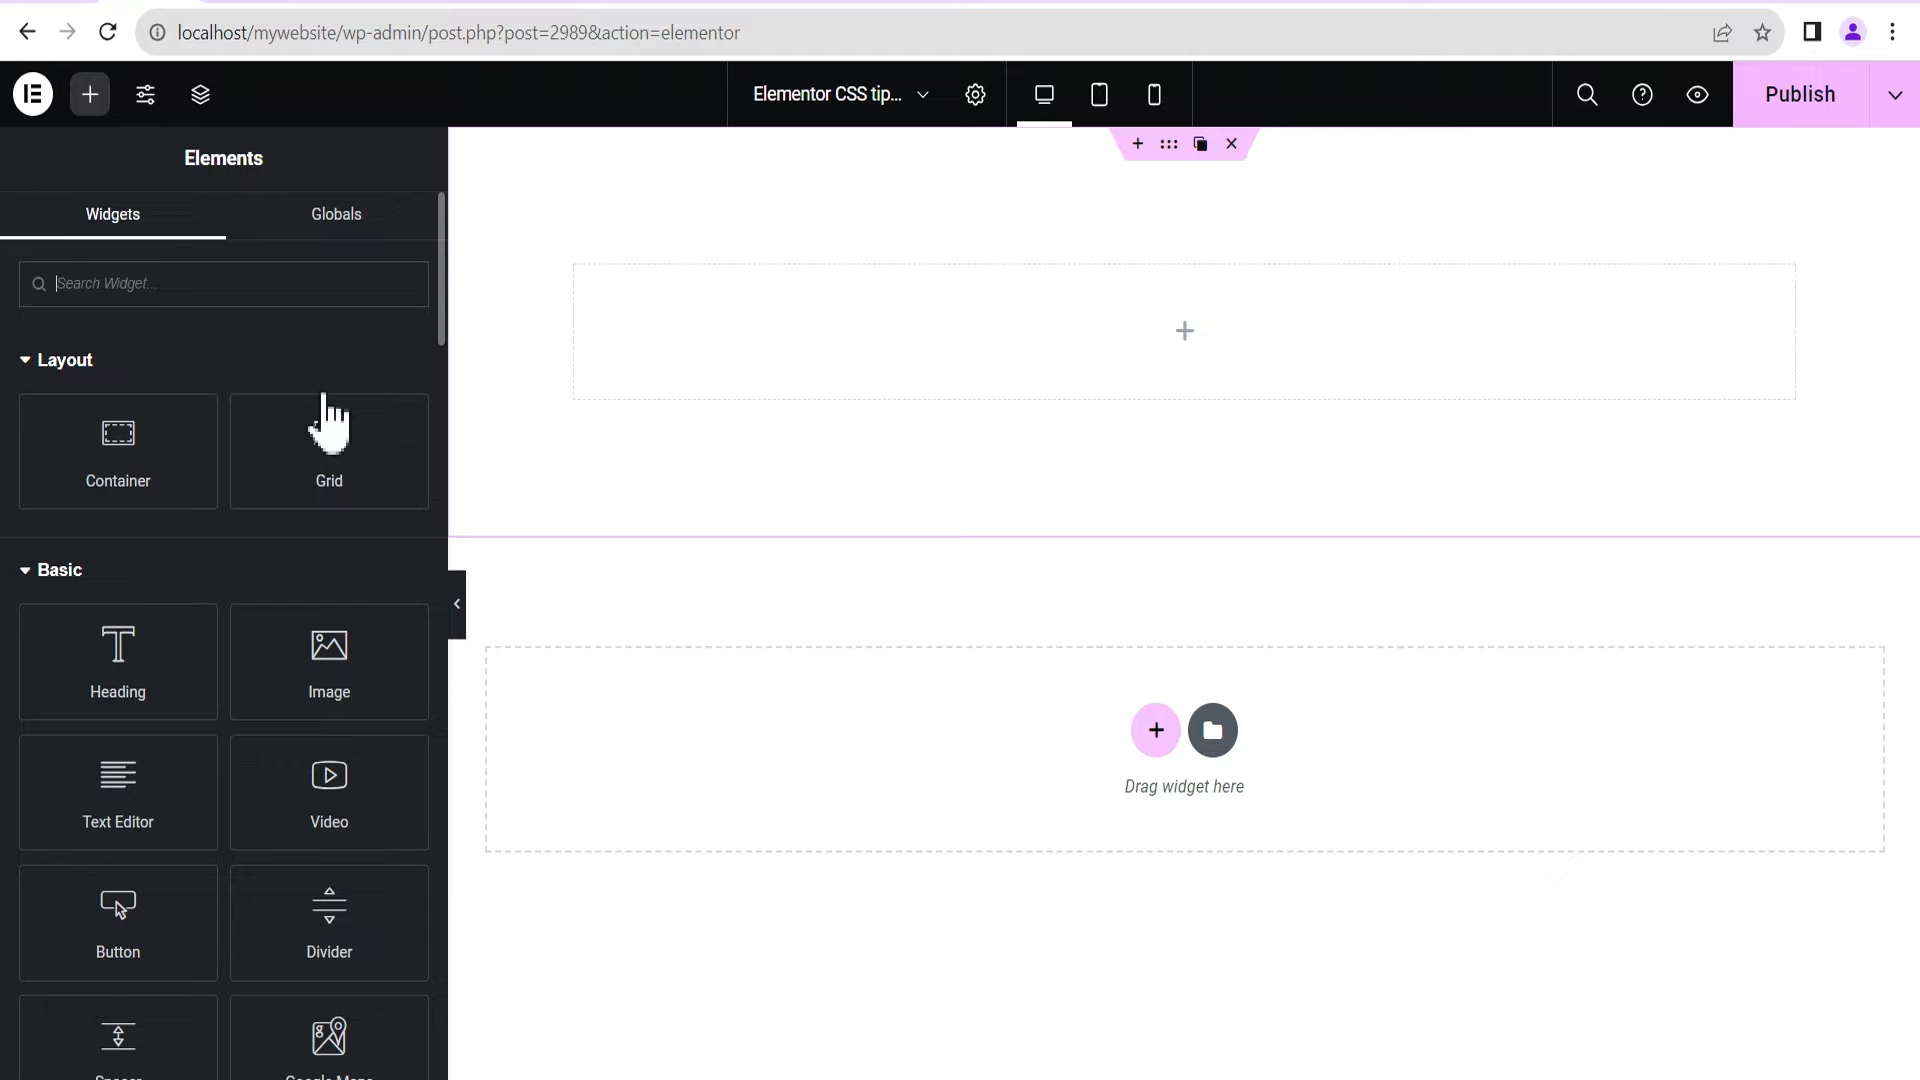 localhost/mywebsite/wp-admin/post.php?post=2989&action=elementor
Elementor CSS tip...
Publish
Elements
Widgets
Globals
Search Widget...
Layout
Container
Grid
Basic
Heading
Image
Text Editor
Video
Button
Divider
Drag widget here